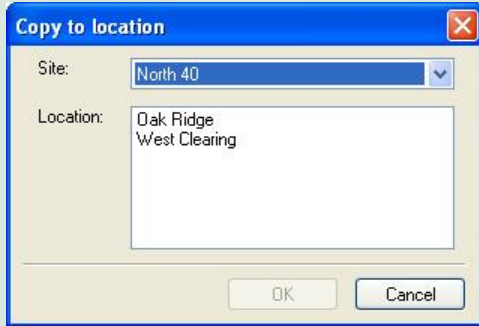 Copy to location
Site:
North 40
Location:
Oak Ridge
West Clearing
OK
Cancel